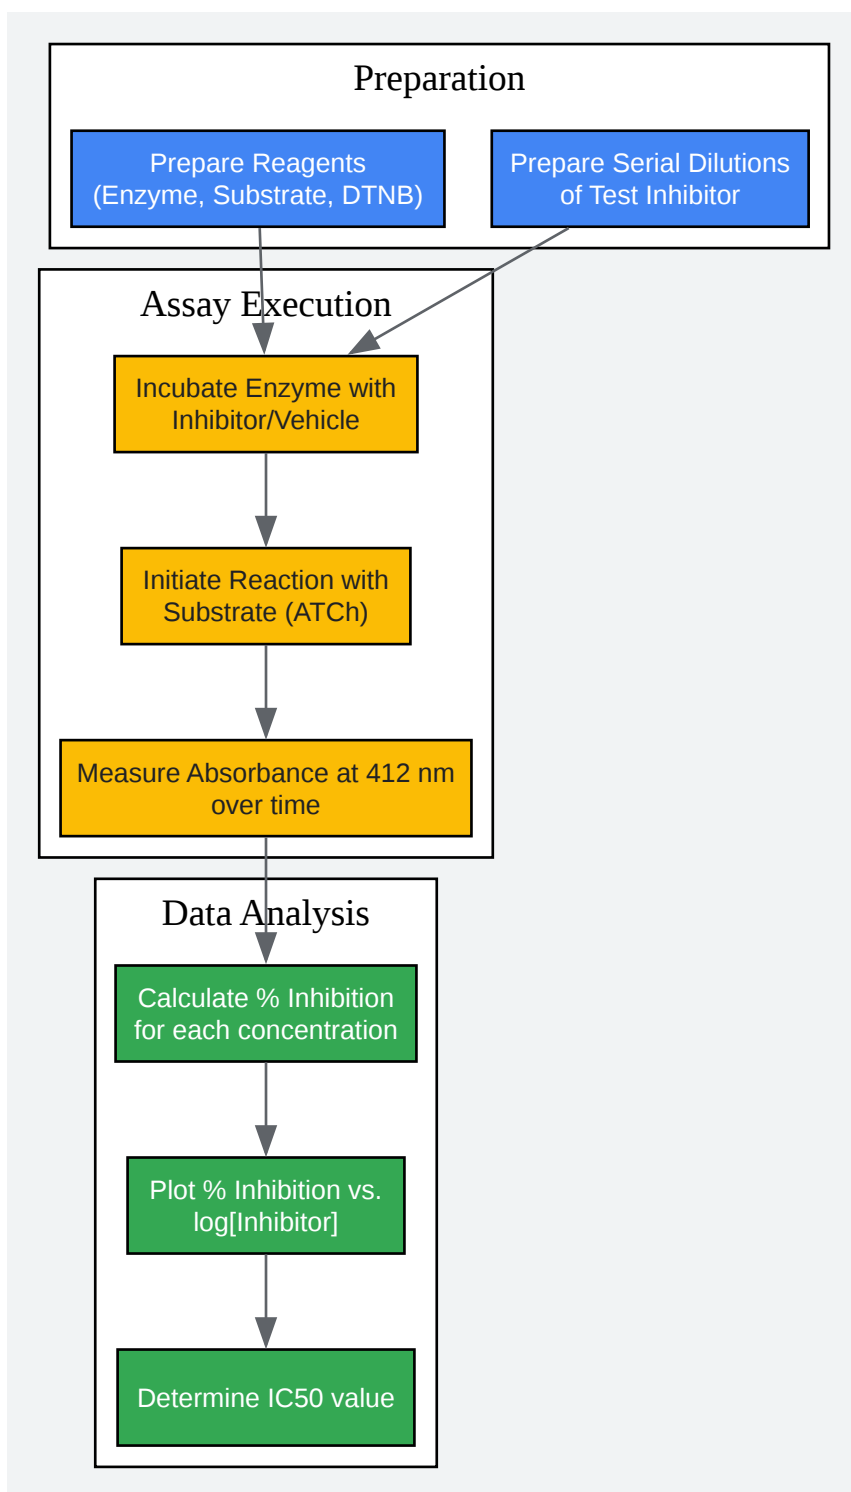 Preparation
Prepare Reagents
(Enzyme, Substrate, DTNB)
Prepare Serial Dilutions
of Test Inhibitor
Assay Execution
Incubate Enzyme with
Inhibitor/Vehicle
Initiate Reaction with
Substrate (ATCh)
Measure Absorbance at 412 nm
over time
Data Analysis
Calculate % Inhibition
for each concentration
Plot % Inhibition vs.
log[Inhibitor]
Determine IC50 value